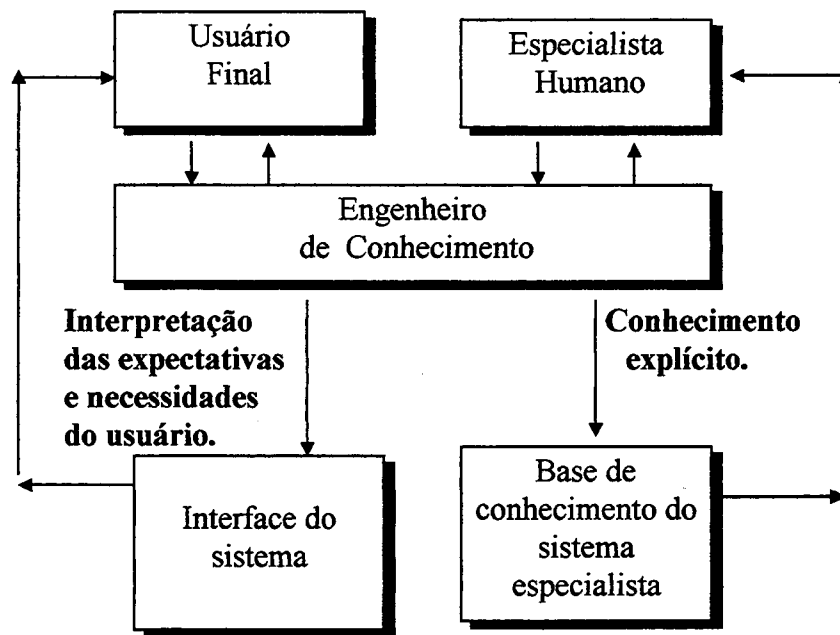 Usuário
Final
Especialista
Humano
Engenheiro
de Conhecimento
Interpretação
das expectativas
e necessidades
do usuário.
Conhecimento
explícito.
Interface do
sistema
Base de
conhecimento do
sistema
especialista